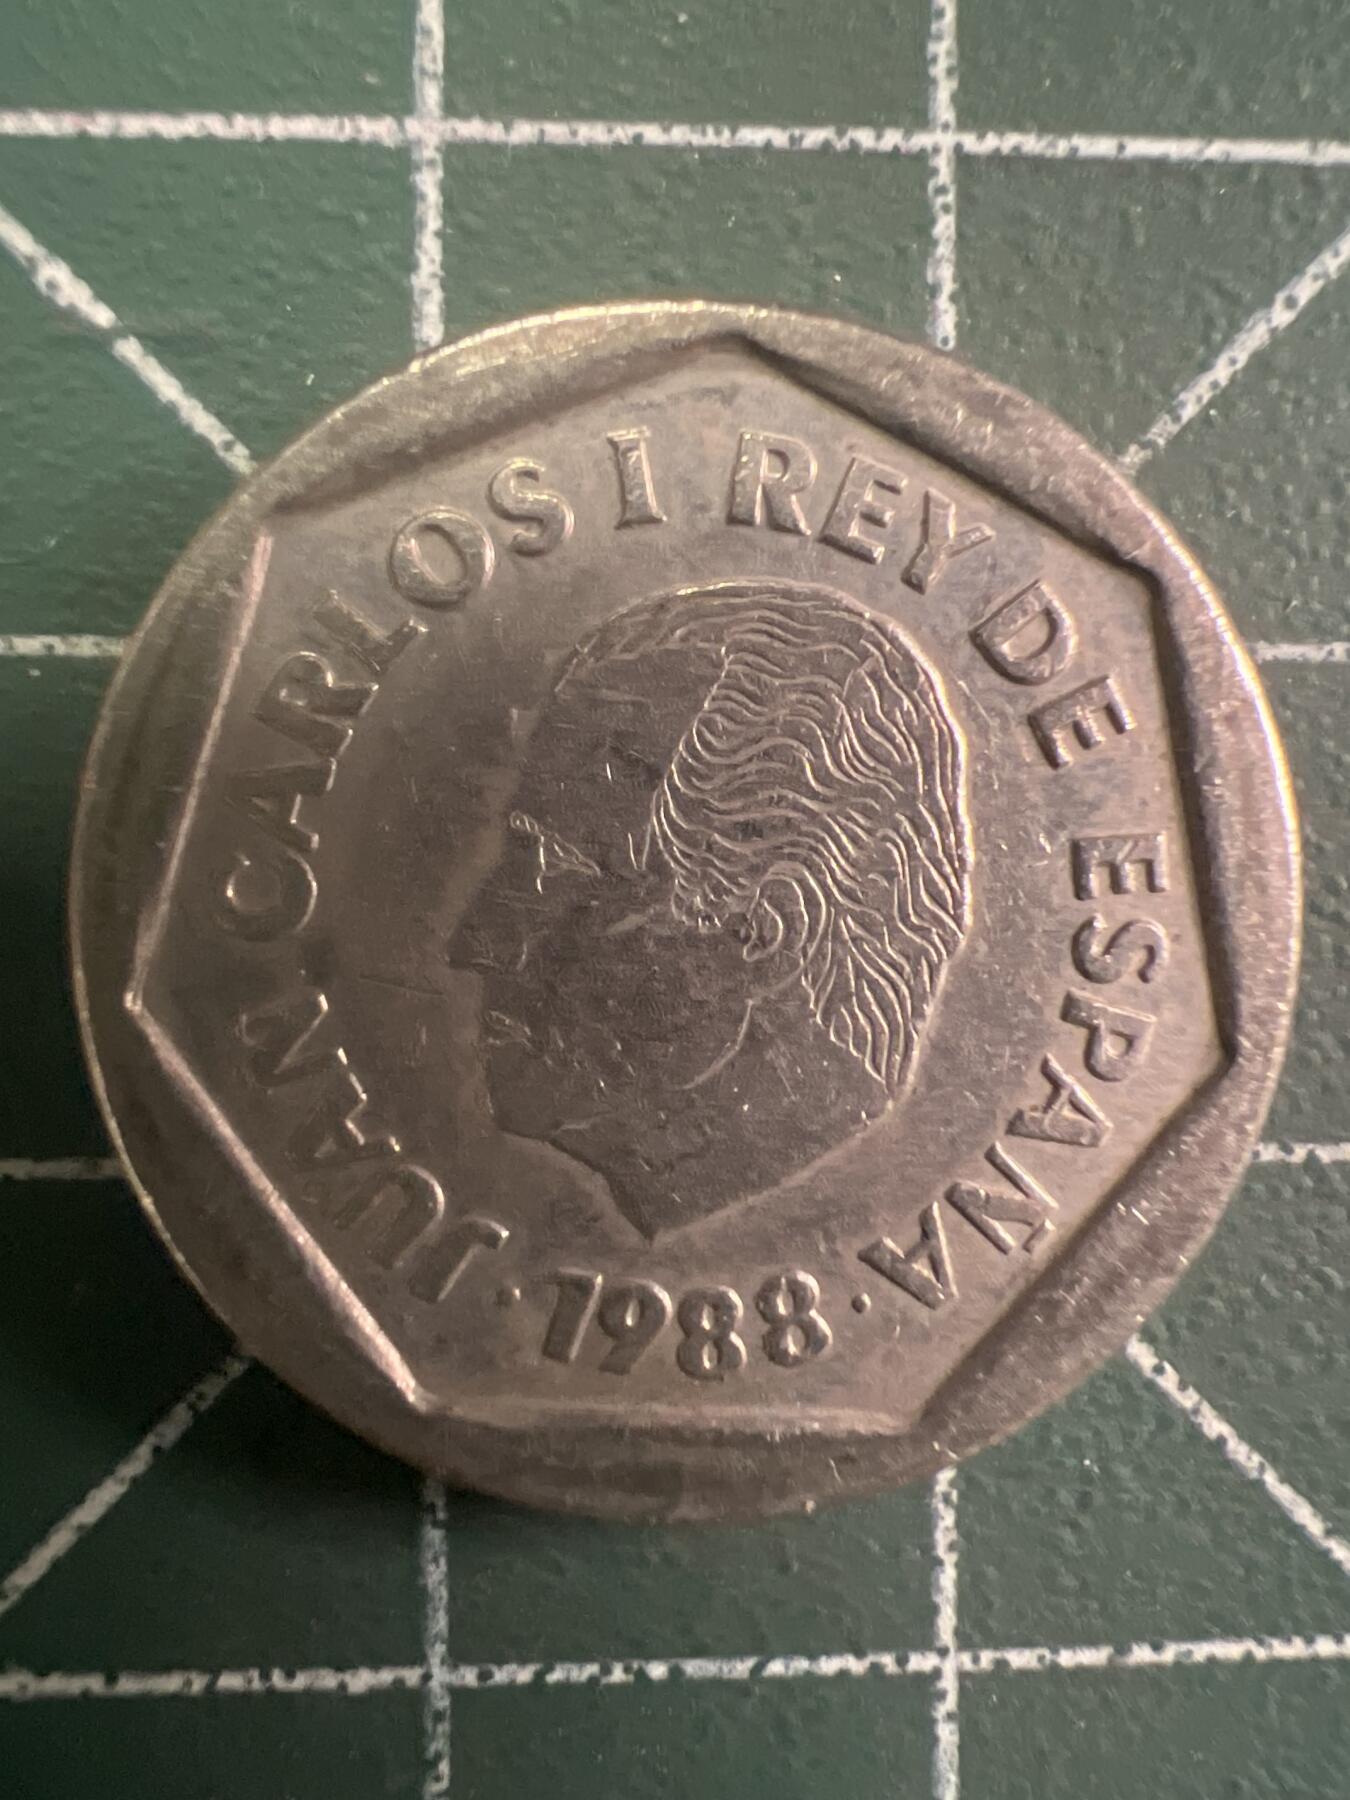 JUAN CARLOS I REY DE ESPAÑA
· 1988 ·